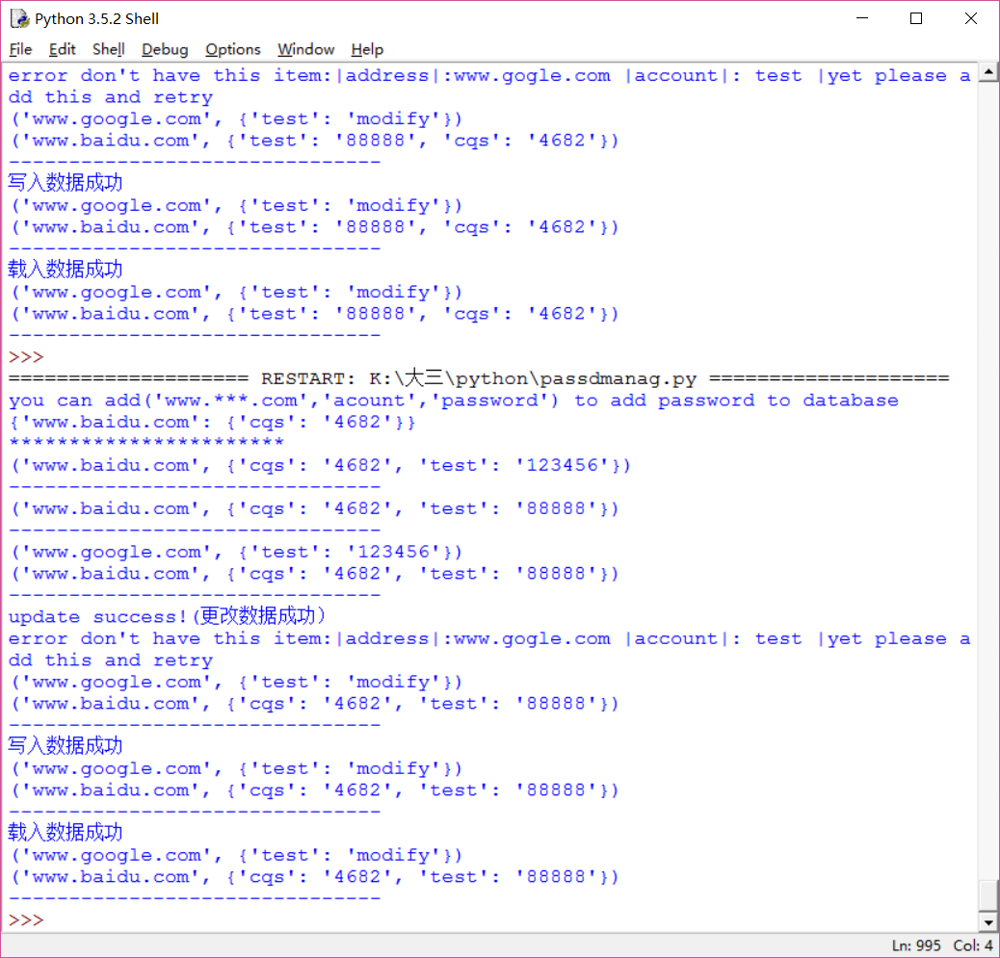 Python 3.5.2 Shell
File Edit Shell Debug Options Window Help
error don't have this item:|address|:www.gogle.com |account|: test |yet please a
dd this and retry
('www.google.com', {'test': 'modify'})
('www.baidu.com', {'test': '88888', 'cqs': '4682'})
-------------------------------
写入数据成功
('www.google.com', {'test': 'modify'})
('www.baidu.com', {'test': '88888', 'cqs': '4682'})
-------------------------------
载入数据成功
('www.google.com', {'test': 'modify'})
('www.baidu.com', {'test': '88888', 'cqs': '4682'})
-------------------------------
>>>
==================== RESTART: K:\大三\python\passdmanag.py ====================
you can add('www.***.com','acount','password') to add password to database
{'www.baidu.com': {'cqs': '4682'}}
***********************
('www.baidu.com', {'cqs': '4682', 'test': '123456'})
-------------------------------
('www.baidu.com', {'cqs': '4682', 'test': '88888'})
-------------------------------
('www.google.com', {'test': '123456'})
('www.baidu.com', {'cqs': '4682', 'test': '88888'})
-------------------------------
update success!(更改数据成功）
error don't have this item:|address|:www.gogle.com |account|: test |yet please a
dd this and retry
('www.google.com', {'test': 'modify'})
('www.baidu.com', {'cqs': '4682', 'test': '88888'})
-------------------------------
写入数据成功
('www.google.com', {'test': 'modify'})
('www.baidu.com', {'cqs': '4682', 'test': '88888'})
-------------------------------
载入数据成功
('www.google.com', {'test': 'modify'})
('www.baidu.com', {'cqs': '4682', 'test': '88888'})
-------------------------------
>>>
Ln: 995 Col: 4